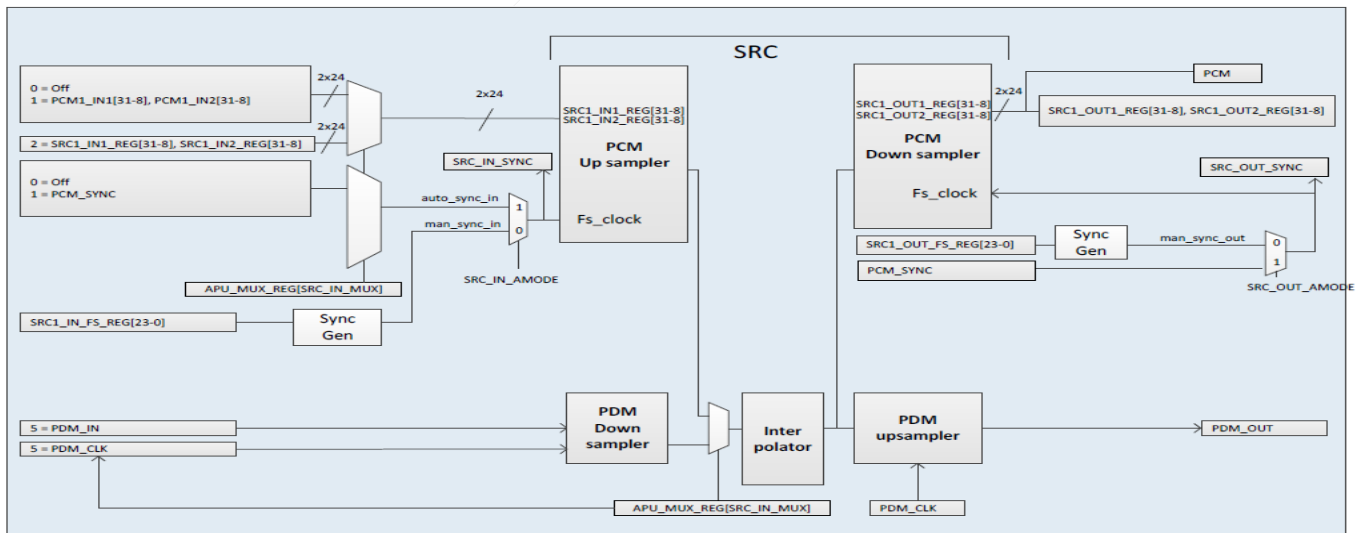 SRC
0 = Off
1 = PCM1_IN1[31-8], PCM1_IN2[31-8]
2x24
2x24
2 = SRC1_IN1_REG[31-8], SRC1_IN2_REG[31-8]
0 = Off
1 = PCM_SYNC
2x24
SRC1_IN1_REG[31-8]
SRC1_IN2_REG[31-8]
PCM
Up sampler
Fs_clock
SRC_IN_SYNC
auto_sync_in
man_sync_in
1
0
SRC_IN_AMODE
APU_MUX_REG[SRC_IN_MUX]
SRC1_IN_FS_REG[23-0]
Sync
Gen
SRC1_OUT1_REG[31-8]
SRC1_OUT2_REG[31-8]
PCM
Down sampler
Fs_clock
2x24
PCM
SRC1_OUT1_REG[31-8], SRC1_OUT2_REG[31-8]
SRC_OUT_SYNC
SRC1_OUT_FS_REG[23-0]
Sync
Gen
man_sync_out
0
1
PCM_SYNC
SRC_OUT_AMODE
5 = PDM_IN
5 = PDM_CLK
PDM
Down
sampler
Inter
polator
PDM
upsampler
PDM_OUT
APU_MUX_REG[SRC_IN_MUX]
PDM_CLK